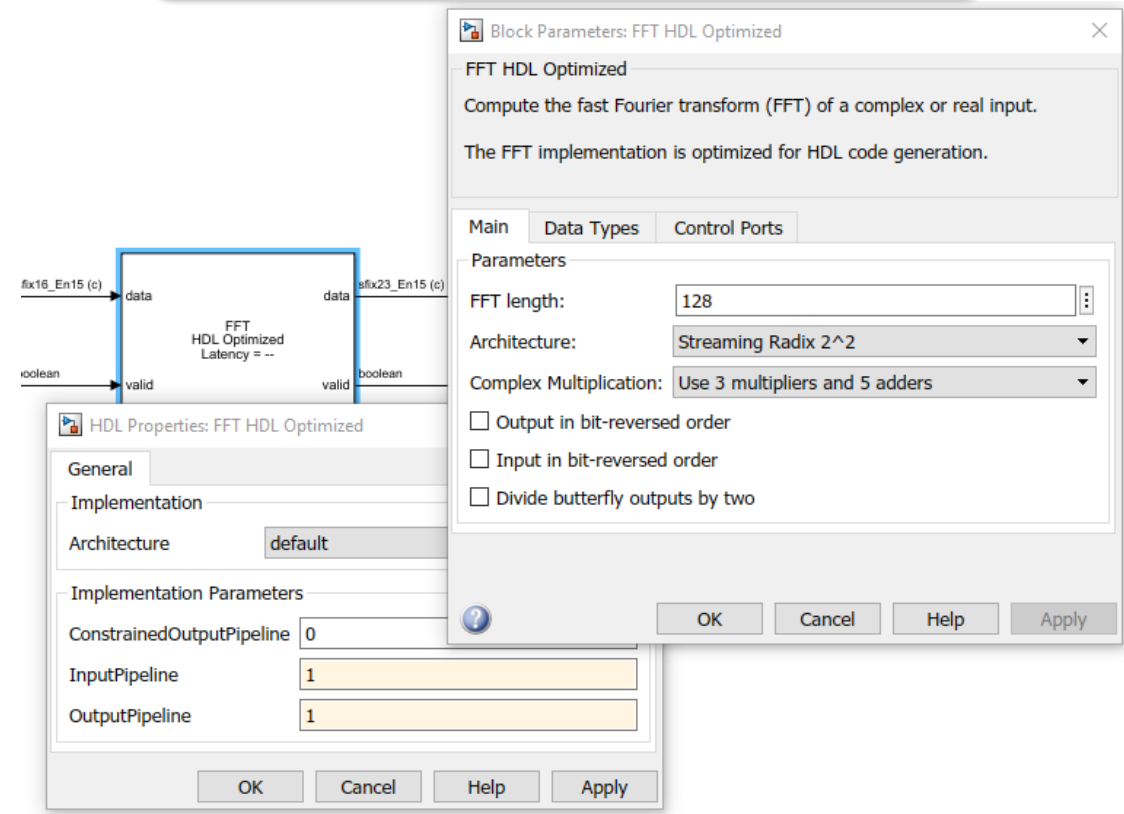 Block Parameters: FFT HDL Optimized
FFT HDL Optimized
Compute the fast Fourier transform (FFT) of a complex or real input.
The FFT implementation is optimized for HDL code generation.
Main Data Types Control Ports
Parameters
FFT length: 128
Architecture: Streaming Radix 2^2
Complex Multiplication: Use 3 multipliers and 5 adders
Output in bit-reversed order
Input in bit-reversed order
Divide butterfly outputs by two
OK Cancel Help Apply
fix16_En15 (c)
data
FFT
HDL Optimized
Latency = --
data
sfix23_En15 (c)
oolean
valid
valid
boolean
HDL Properties: FFT HDL Optimized
General
Implementation
Architecture default
Implementation Parameters
ConstrainedOutputPipeline 0
InputPipeline 1
OutputPipeline 1
OK Cancel Help Apply